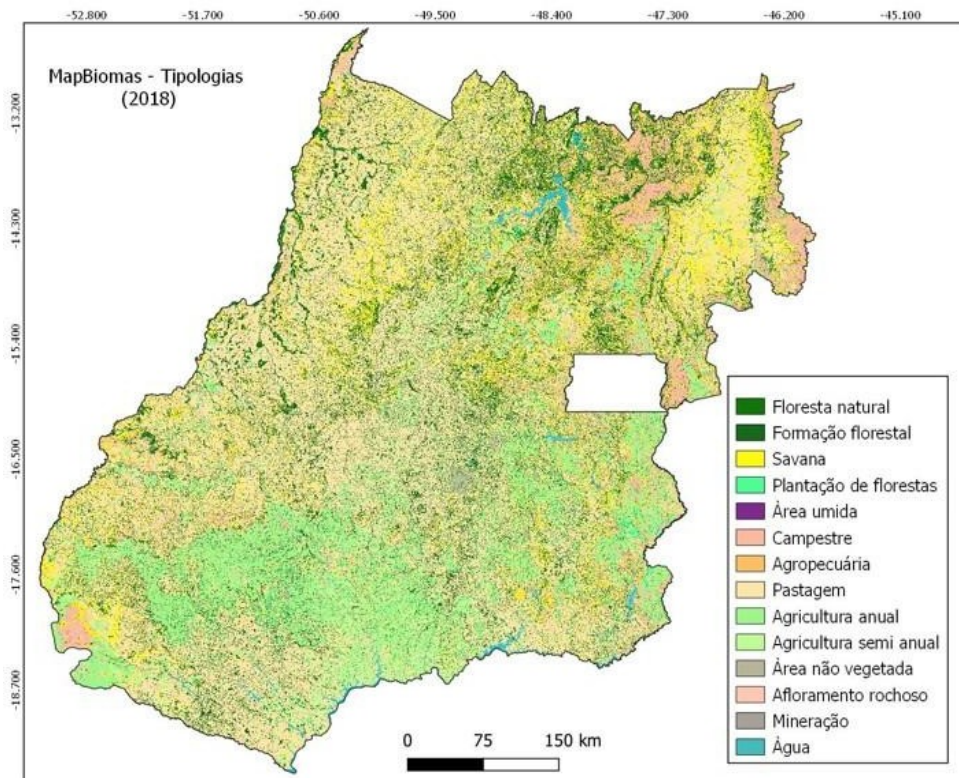 -52.800 -51.700 -50.600 -49.500 -48.400 -47.300 -46.200 -45.100
MapBiomas - Tipologias
(2018)
-13.200
-14.300
-15.400
-16.500
-17.600
-18.700
Floresta natural
Formação florestal
Savana
Plantação de florestas
Àrea umida
Campestre
Agropecuária
Pastagem
Agricultura anual
Agricultura semi anual
Àrea não vegetada
Afloramento rochoso
Mineração
Àgua
0 75 150 km